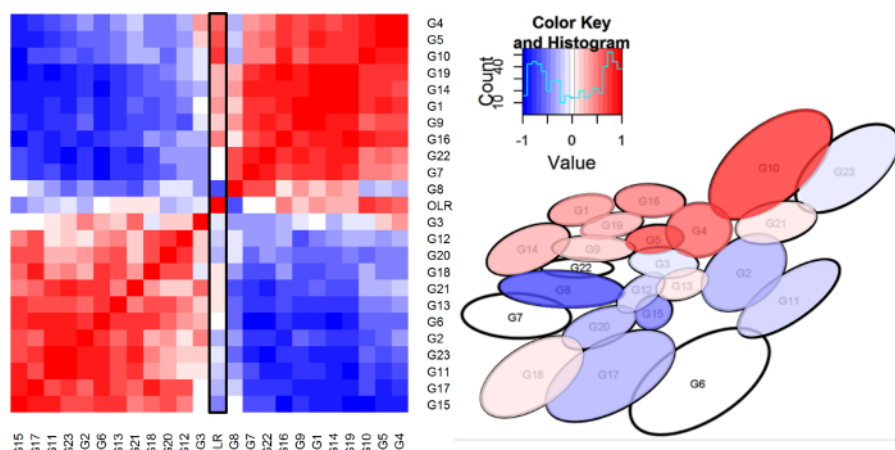 G4
G5
G10
G19
G14
G1
G9
G16
G22
G7
G8
OLR
G3
G12
G20
G18
G21
G13
G6
G2
G23
G11
G17
G15
G15
G17
G11
G23
G2
G6
G13
G21
G18
G20
G12
G3
LR
G8
G7
G22
G16
G9
G1
G14
G19
G10
G5
G4
Color Key
and Histogram
Count
10 40
-1 0 1
Value
G10
G23
G1
G16
G19
G4
G21
G14
G9
G5
G22
G3
G2
G8
G12
G13
G11
G7
G15
G20
G18
G17
G6